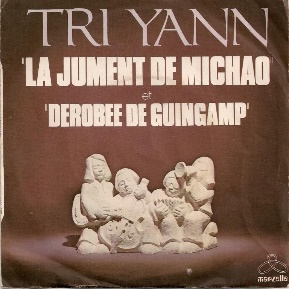 TRI YANN
'LA JUMENT DE MICHAO'
et
'DEROBEE DE GUINGAMP'
marzelle